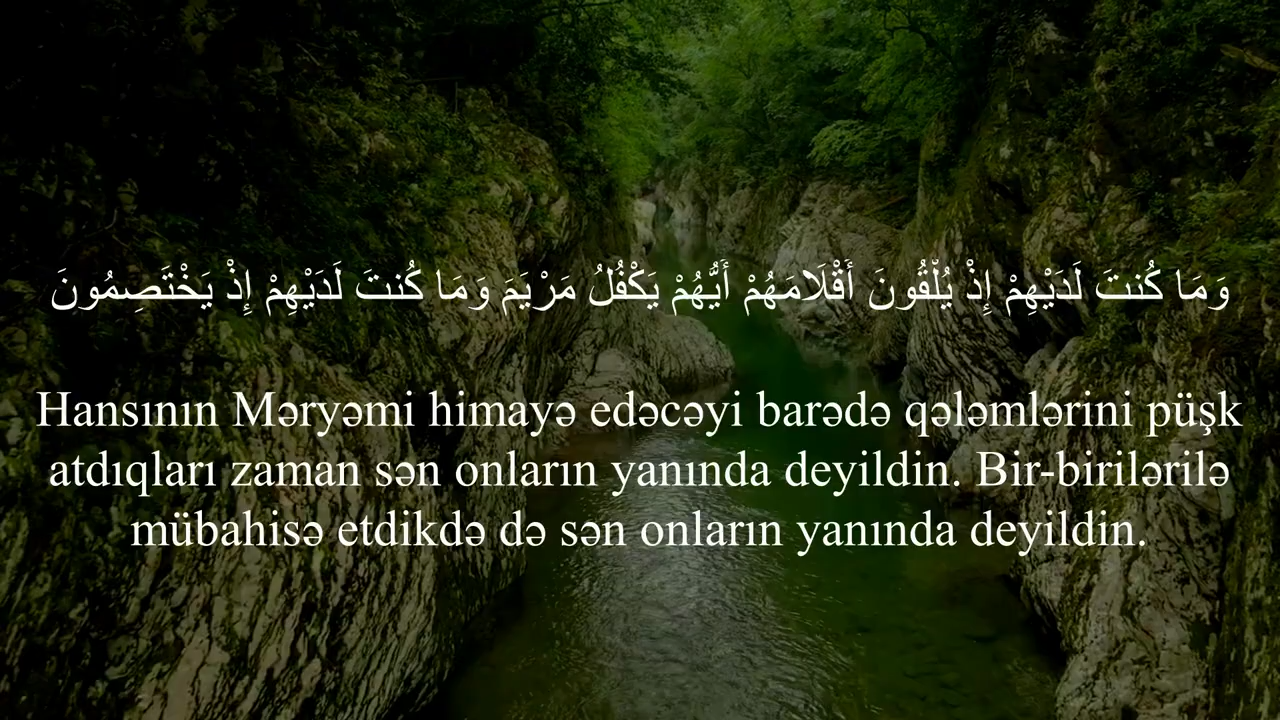 وَمَا كُنتَ لَدَيْهِمْ إِذْ يُلْقُونَ أَقْلَامَهُمْ أَيُّهُمْ يَكْفُلُ مَرْيَمَ وَمَا كُنتَ لَدَيْهِمْ إِذْ يَخْتَصِمُونَ
Hansının Məryəmi himayə edəcəyi barədə qələmlərini püşk
atdıqları zaman sən onların yanında deyildin. Bir-birilərilə
mübahisə etdikdə də sən onların yanında deyildin.